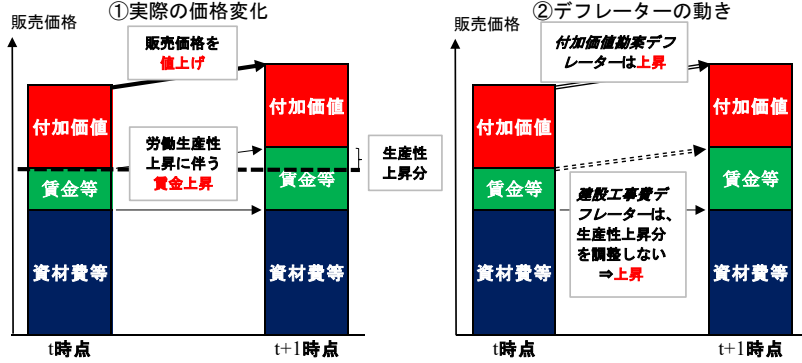 ①実際の価格変化
販売価格
販売価格を
値上げ
付加価値
付加価値
労働生産性
上昇に伴う
賃金上昇
生産性
上昇分
賃金等
賃金等
資材費等
資材費等
t時点
t+1時点
②デフレーターの動き
販売価格
付加価値勘案デフ
レーターは上昇
付加価値
付加価値
賃金等
賃金等
建設工事費デ
フレーターは、
生産性上昇分
を調整しない
⇒上昇
資材費等
資材費等
t時点
t+1時点